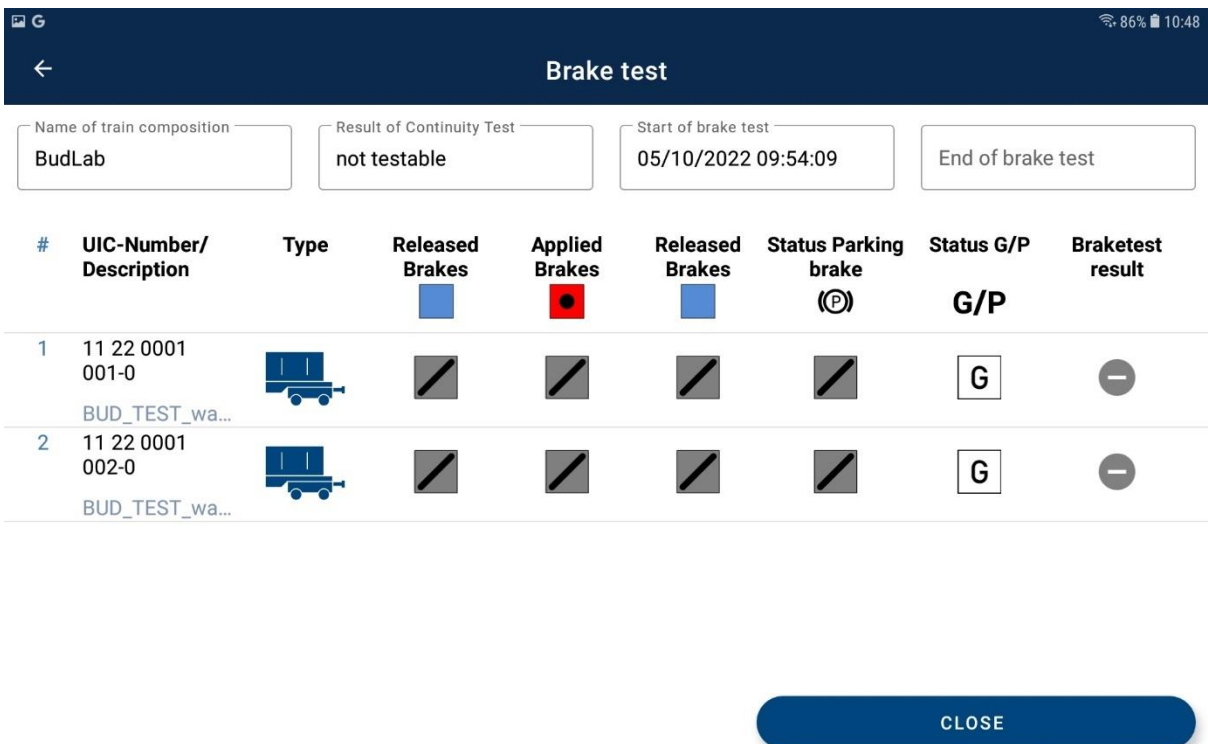 G 86% 10:48
Brake test
Name of train composition
BudLab
Result of Continuity Test
not testable
Start of brake test
05/10/2022 09:54:09
End of brake test
# UIC-Number/ Type Released Applied Released Status Parking Status G/P Braketest
Description Brakes Brakes Brakes brake result
(P) G/P
1 11 22 0001
001-0 G
BUD_TEST_wa...
2 11 22 0001
002-0 G
BUD_TEST_wa...
CLOSE